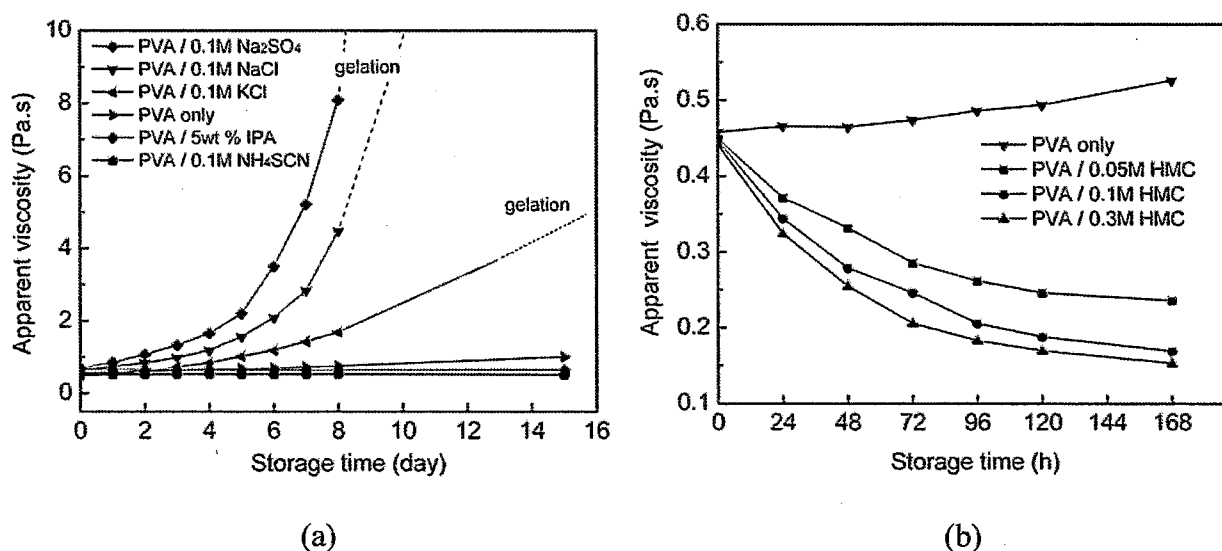 10
8
6
4
2
0
Apparent viscosity (Pa.s)
PVA / 0.1M Na₂SO₄
PVA / 0.1M NaCl
PVA / 0.1M KCl
PVA only
PVA / 5wt % IPA
PVA / 0.1M NH₄SCN
gelation
gelation
0 2 4 6 8 10 12 14 16
Storage time (day)
(a)
0.6
0.5
0.4
0.3
0.2
0.1
Apparent viscosity (Pa.s)
PVA only
PVA / 0.05M HMC
PVA / 0.1M HMC
PVA / 0.3M HMC
0 24 48 72 96 120 144 168
Storage time (h)
(b)